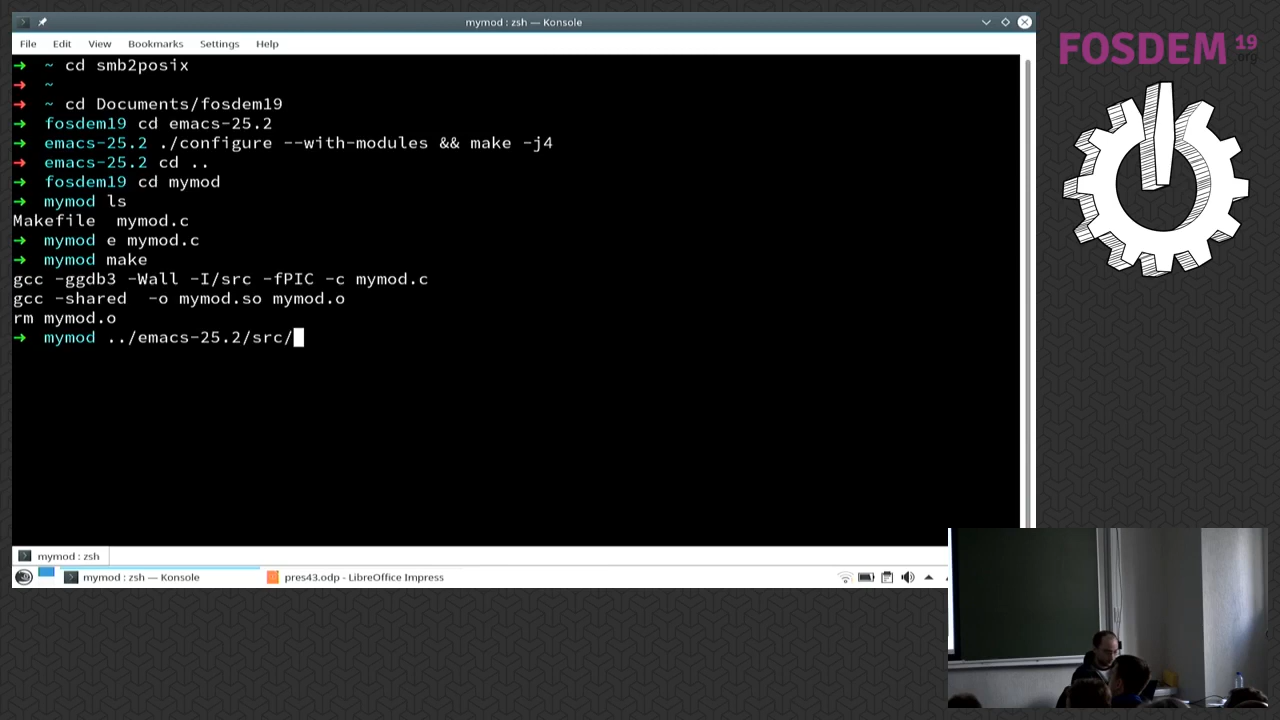 mymod : zsh — Konsole
File Edit View Bookmarks Settings Help
➜ ~ cd smb2posix
➜ ~
➜ ~ cd Documents/fosdem19
➜ fosdem19 cd emacs-25.2
➜ emacs-25.2 ./configure --with-modules && make -j4
➜ emacs-25.2 cd ..
➜ fosdem19 cd mymod
➜ mymod ls
Makefile mymod.c
➜ mymod e mymod.c
➜ mymod make
gcc -ggdb3 -Wall -I/src -fPIC -c mymod.c
gcc -shared -o mymod.so mymod.o
rm mymod.o
➜ mymod ../emacs-25.2/src/
mymod : zsh
mymod : zsh — Konsole
pres43.odp - LibreOffice Impress
FOSDEM 19
.org